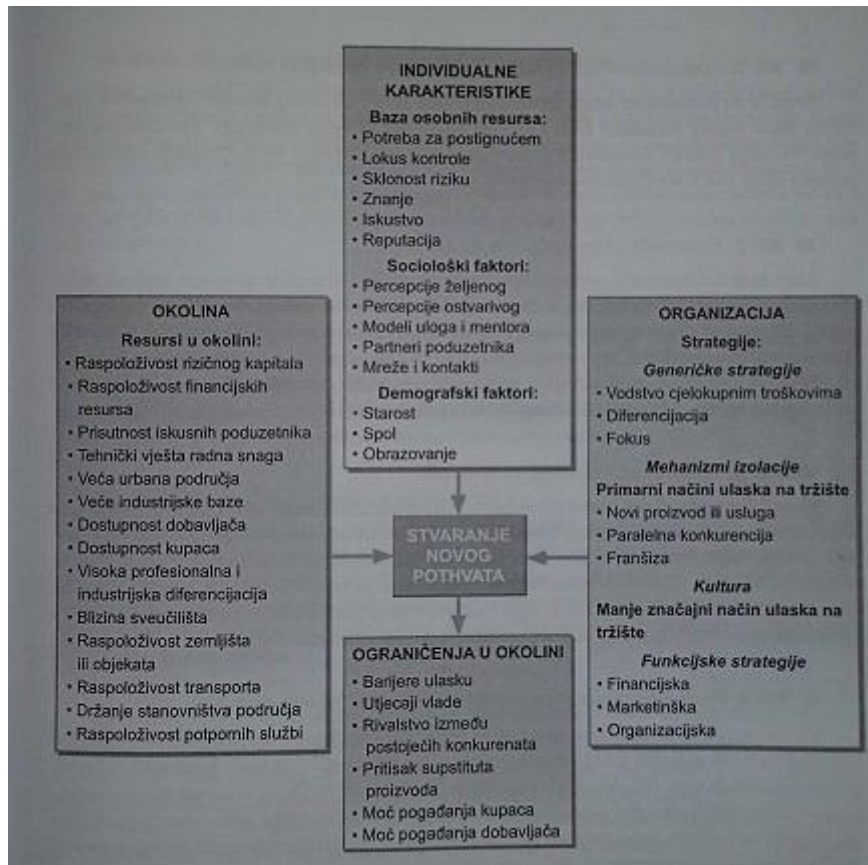 INDIVIDUALNE
KARAKTERISTIKE
Baza osobnih resursa:
• Potreba za postignućem
• Lokus kontrole
• Sklonost riziku
• Znanje
• Iskustvo
• Reputacija
Sociološki faktori:
• Percepcije željenog
• Percepcije ostvarivog
• Modeli uloga i mentora
• Partneri poduzetnika
• Mreže i kontakti
Demografski faktori:
• Starost
• Spol
• Obrazovanje
OKOLINA
Resursi u okolini:
• Raspoloživost rizičnog kapitala
• Raspoloživost financijskih
resursa
• Prisutnost iskusnih poduzetnika
• Tehnički vješta radna snaga
• Veća urbana područja
• Veće industrijske baze
• Dostupnost dobavljača
• Dostupnost kupaca
• Visoka profesionalna i
industrijska diferencijacija
• Blizina sveučilišta
• Raspoloživost zemljišta
ili objekata
• Raspoloživost transporta
• Držanje stanovništva područja
• Raspoloživost potpornih službi
STVARANJE
NOVOG
POTHVATA
ORGANIZACIJA
Strategije:
Generičke strategije
• Vodstvo cjelokupnim troškovima
• Diferencijacija
• Fokus
Mehanizmi izolacije
Primarni načini ulaska na tržište
• Novi proizvod ili usluga
• Paralelna konkurencija
• Franšiza
Kultura
Manje značajni način ulaska na
tržište
Funkcijske strategije
• Financijska
• Marketinška
• Organizacijska
OGRANIČENJA U OKOLINI
• Barijere ulasku
• Utjecaji vlade
• Rivalstvo između
postojećih konkurenata
• Pritisak supstituta
proizvoda
• Moć pogađanja kupaca
• Moć pogađanja dobavljača